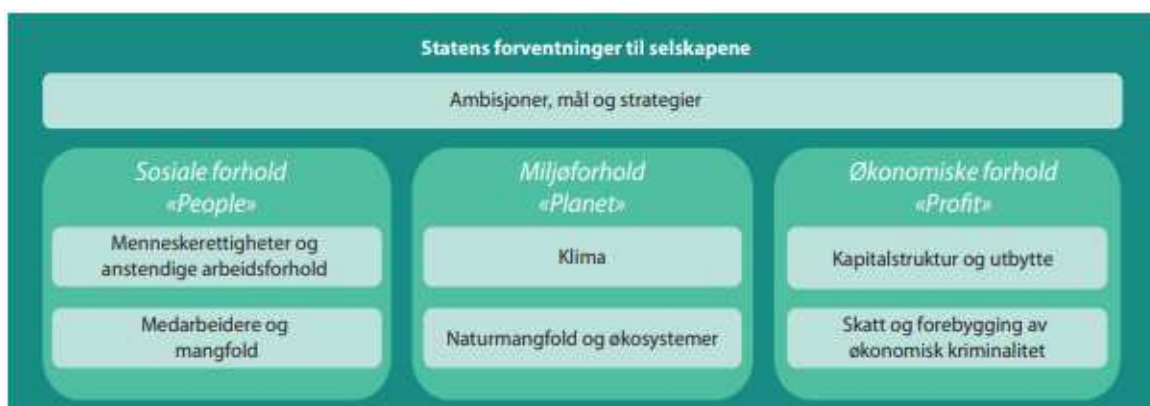 Statens forventninger til selskapene
Ambisjoner, mål og strategier
Sosiale forhold
«People»
Menneskerettigheter og
anstendige arbeidsforhold
Medarbeidere og
mangfold
Miljøforhold
«Planet»
Klima
Naturmangfold og økosystemer
Økonomiske forhold
«Profit»
Kapitalstruktur og utbytte
Skatt og forebygging av
økonomisk kriminalitet